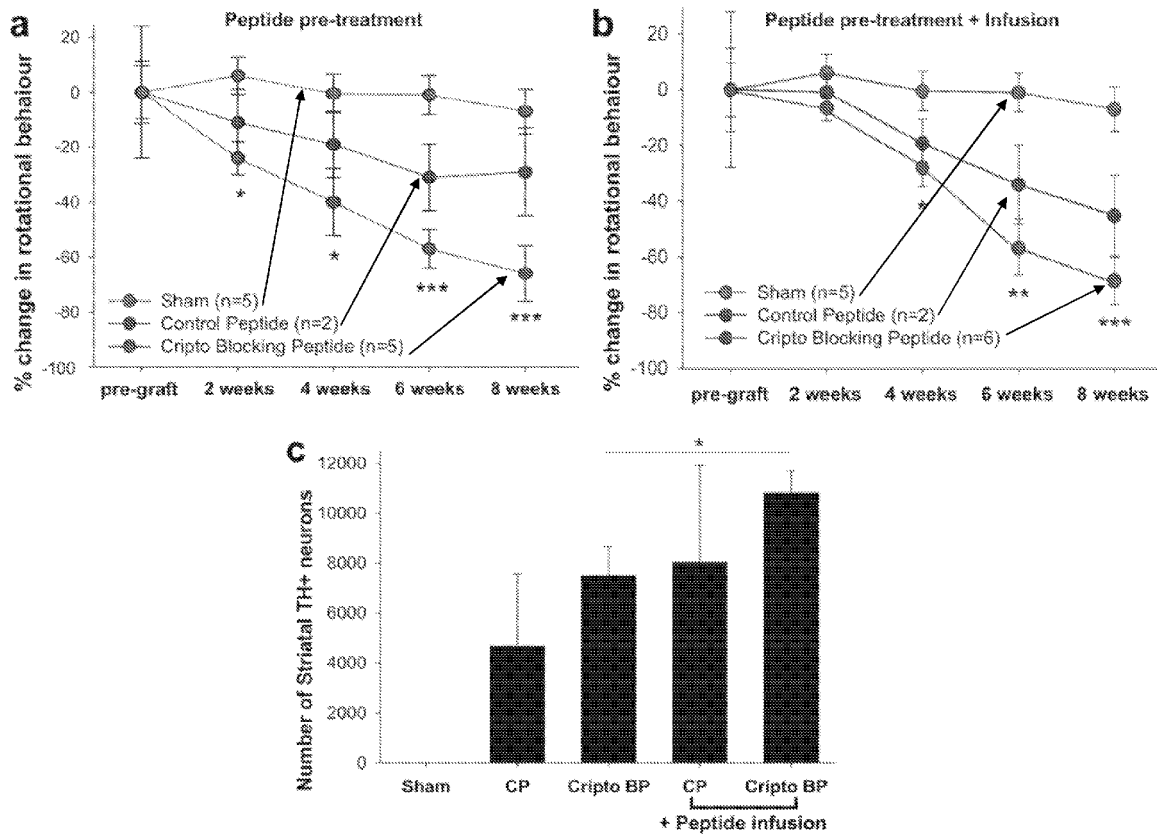 a
Peptide pre-treatment
% change in rotational behaiour
20
0
-20
-40
-60
-80
-100
*
*
***
***
Sham (n=5)
Control Peptide (n=2)
Cripto Blocking Peptide (n=5)
pre-graft 2 weeks 4 weeks 6 weeks 8 weeks
b
Peptide pre-treatment + Infusion
% change in rotational behaiour
20
0
-20
-40
-60
-80
-100
*
**
***
Sham (n=5)
Control Peptide (n=2)
Cripto Blocking Peptide (n=6)
pre-graft 2 weeks 4 weeks 6 weeks 8 weeks
c
Number of Striatal TH+ neurons
12000
10000
8000
6000
4000
2000
0
*
Sham CP Cripto BP CP Cripto BP
+ Peptide infusion